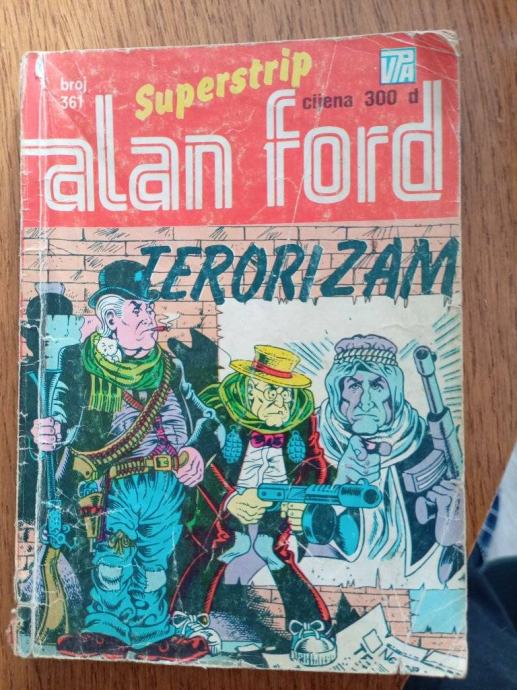 Superstrip
broj
361
VPA
cijena 300 d
alan ford
TERORIZAM